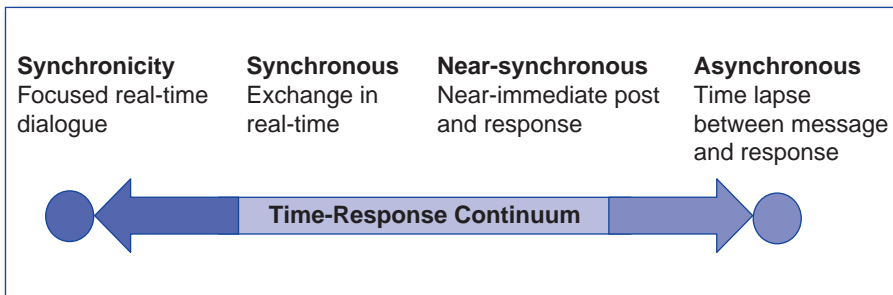 Synchronicity
Focused real-time
dialogue
Synchronous
Exchange in
real-time
Near-synchronous
Near-immediate post
and response
Asynchronous
Time lapse
between message
and response
Time-Response Continuum